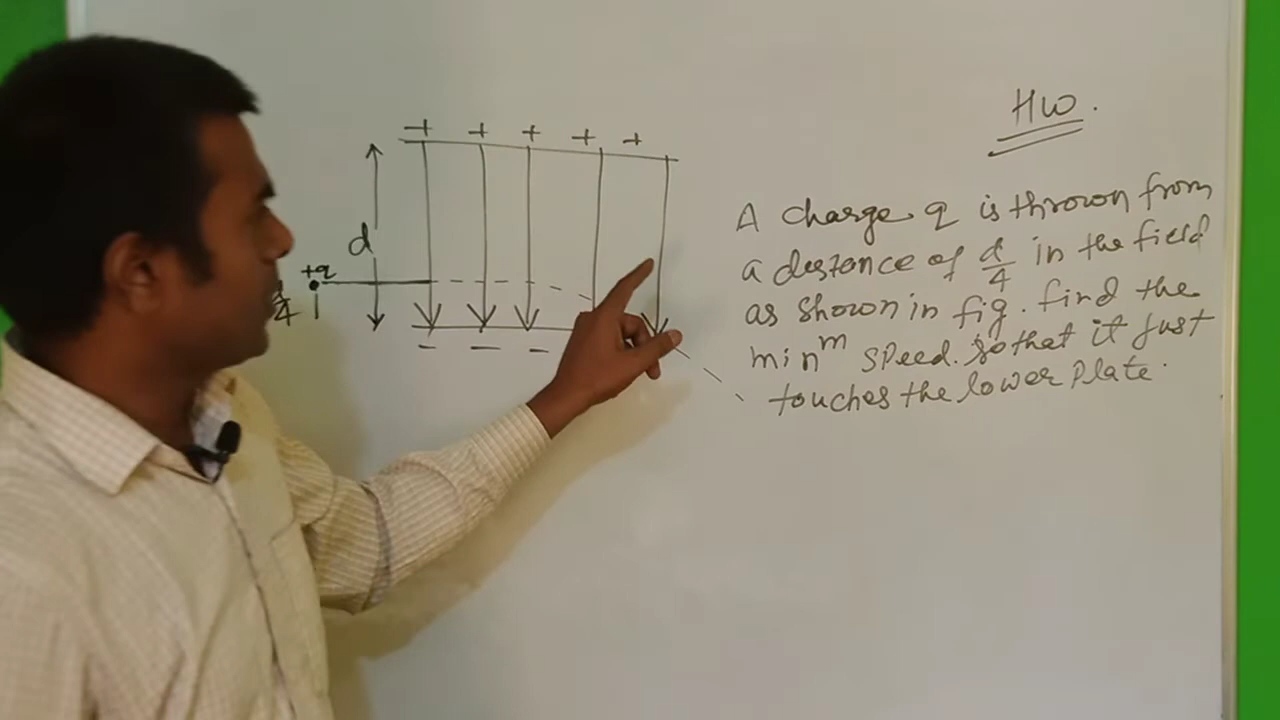 HW.
+ + + + +
d
+q
d/4
- - -
A charge q is thrown from
a distance of d/4 in the field
as shown in fig. find the
minᵐ speed. so that it just
touches the lower plate.